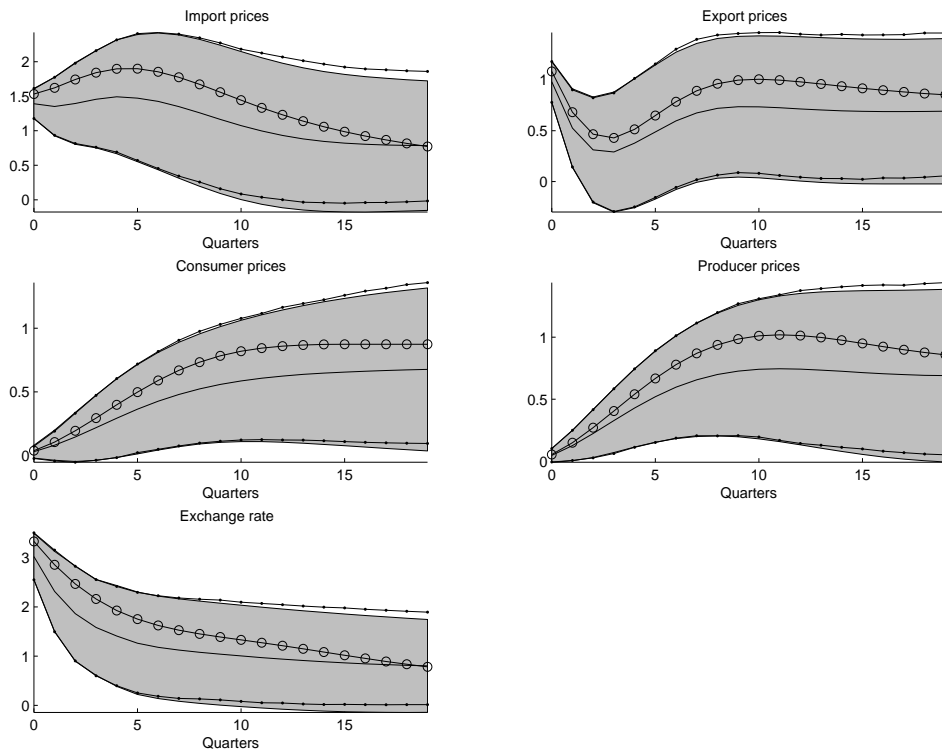 Import prices
2
1.5
1
0.5
0
0 5 10 15
Quarters
Export prices
1
0.5
0
0 5 10 15
Quarters
Consumer prices
1
0.5
0
0 5 10 15
Quarters
Producer prices
1
0.5
0
0 5 10 15
Quarters
Exchange rate
3
2
1
0
0 5 10 15
Quarters